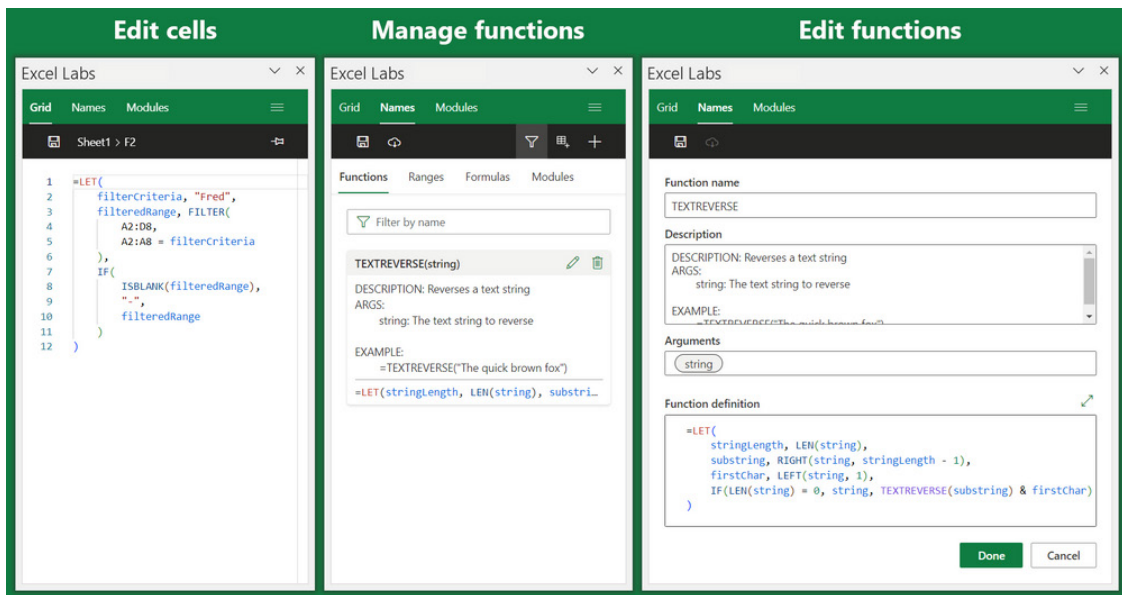 Edit cells
Excel Labs
Grid Names Modules
Sheet1 > F2
1 =LET(
2 filterCriteria, "Fred",
3 filteredRange, FILTER(
4 A2:D8,
5 A2:A8 = filterCriteria
6 ),
7 IF(
8 ISBLANK(filteredRange),
9 "-",
10 filteredRange
11 )
12 )
Manage functions
Excel Labs
Grid Names Modules
Functions Ranges Formulas Modules
Filter by name
TEXTREVERSE(string)
DESCRIPTION: Reverses a text string
ARGS:
string: The text string to reverse
EXAMPLE:
=TEXTREVERSE("The quick brown fox")
=LET(stringLength, LEN(string), substri…
Edit functions
Excel Labs
Grid Names Modules
Function name
TEXTREVERSE
Description
DESCRIPTION: Reverses a text string
ARGS:
string: The text string to reverse
EXAMPLE:
=TEXTREVERSE("The quick brown fox")
Arguments
string
Function definition
=LET(
stringLength, LEN(string),
substring, RIGHT(string, stringLength - 1),
firstChar, LEFT(string, 1),
IF(LEN(string) = 0, string, TEXTREVERSE(substring) & firstChar)
)
Done Cancel